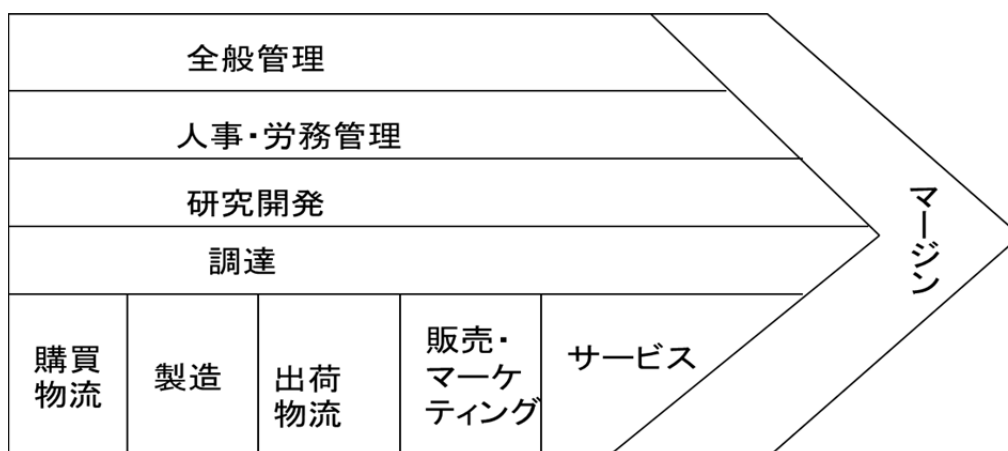 全般管理
人事・労務管理
研究開発
調達
購買
物流
製造
出荷
物流
販売・
マーケ
ティング
サービス
マージン